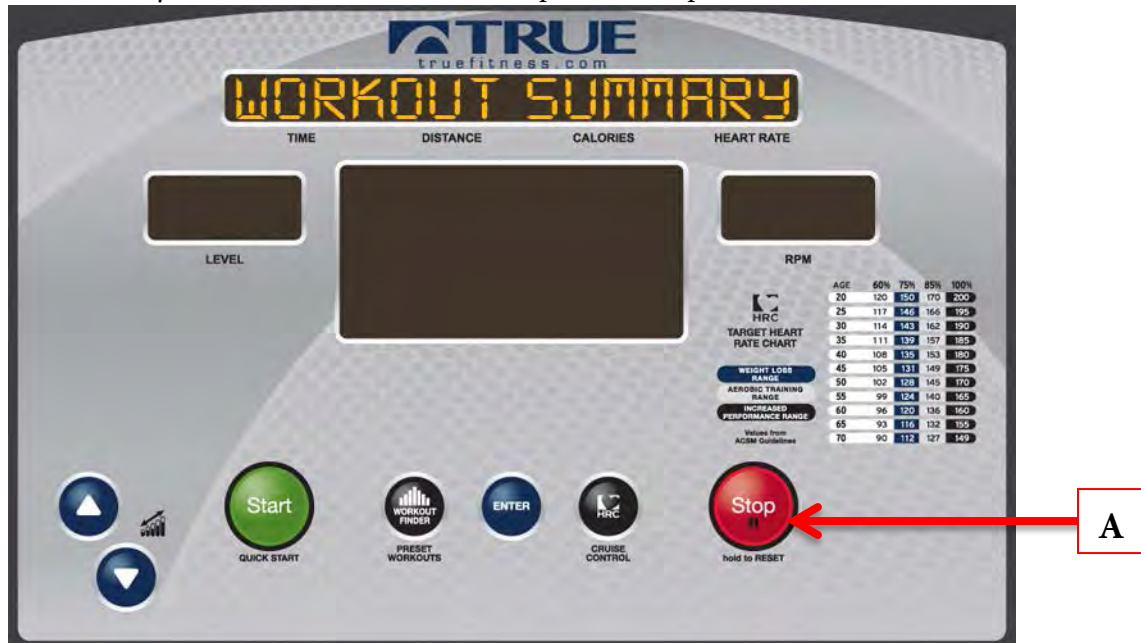 TRUE
truefitness.com
WORKOUT SUMMARY
TIME DISTANCE CALORIES HEART RATE
LEVEL
RPM
HRC
TARGET HEART
RATE CHART
WEIGHT LOSS
RANGE
AEROBIC TRAINING
RANGE
INCREASED
PERFORMANCE RANGE
Values from
ACSM Guidelines
AGE 60% 75% 85% 100%
20 120 150 170 200
25 117 146 166 195
30 114 143 162 190
35 111 139 157 185
40 108 135 153 180
45 105 131 149 175
50 102 128 145 170
55 99 124 140 165
60 96 120 136 160
65 93 116 132 155
70 90 112 127 149
Start
QUICK START
WORKOUT
FINDER
PRESET
WORKOUTS
ENTER
HRC
CRUISE
CONTROL
Stop
hold to RESET
A